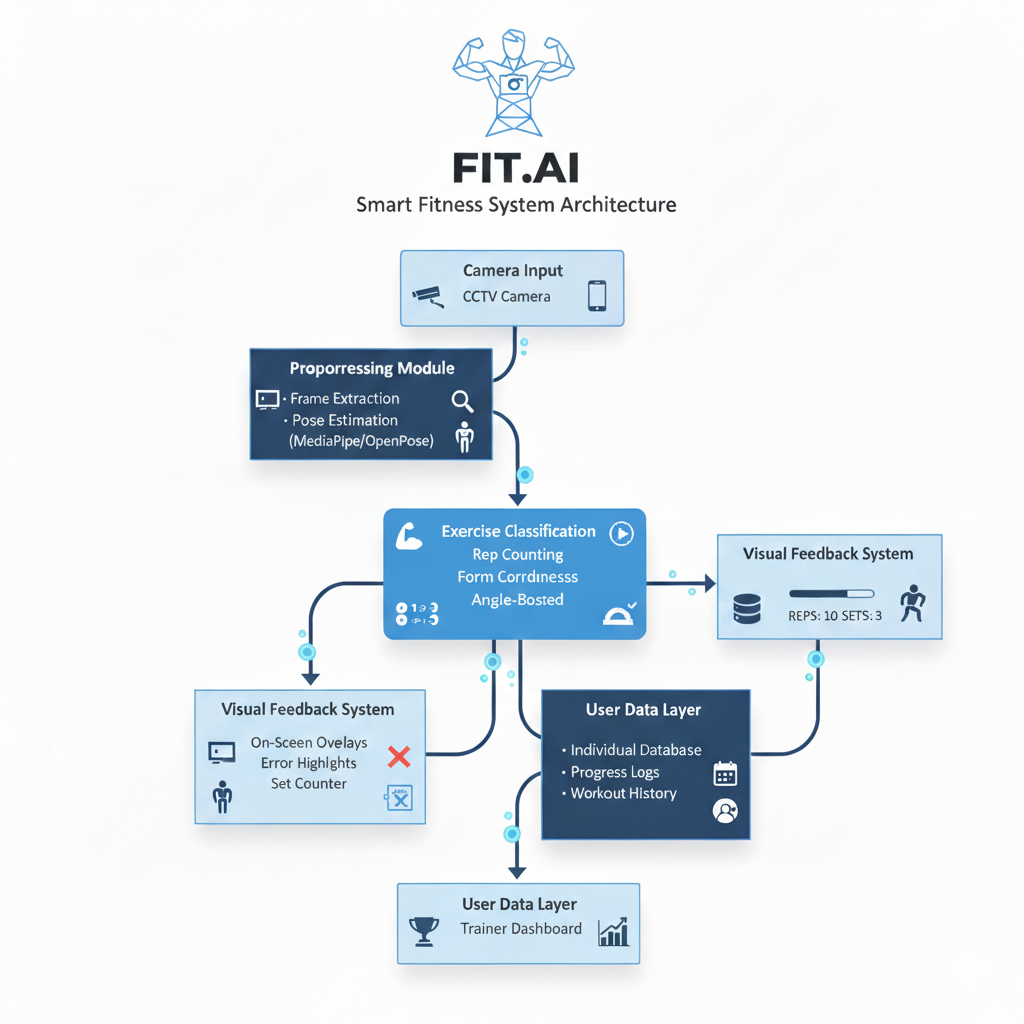 FIT.AI
Smart Fitness System Architecture
Camera Input
CCTV Camera
Proporressing Module
· Frame Extraction
· Pose Estimation
(MediaPipe/OpenPose)
Exercise Classification
Rep Counting
Form Corrdinesss
Angle-Bosted
Visual Feedback System
REPS: 10 SETS: 3
Visual Feedback System
On-Sceen Ovelays
Error Highlghts
Set Counter
User Data Layer
· Individual Database
· Progress Logs
· Workout History
User Data Layer
Trainer Dashboard